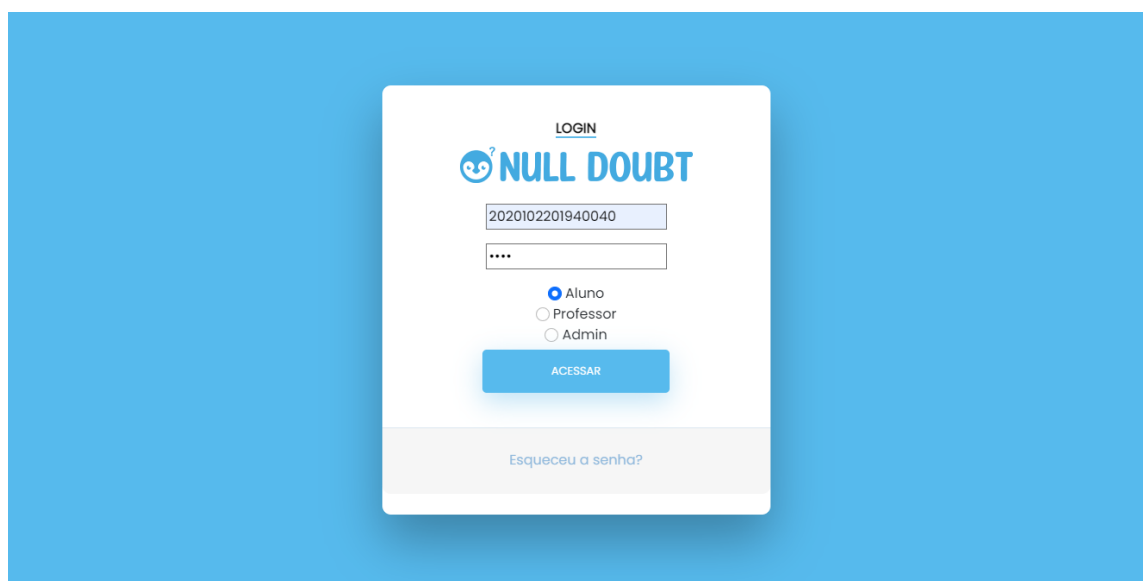 LOGIN
? NULL DOUBT
2020102201940040
••••
Aluno
Professor
Admin
ACESSAR
Esqueceu a senha?